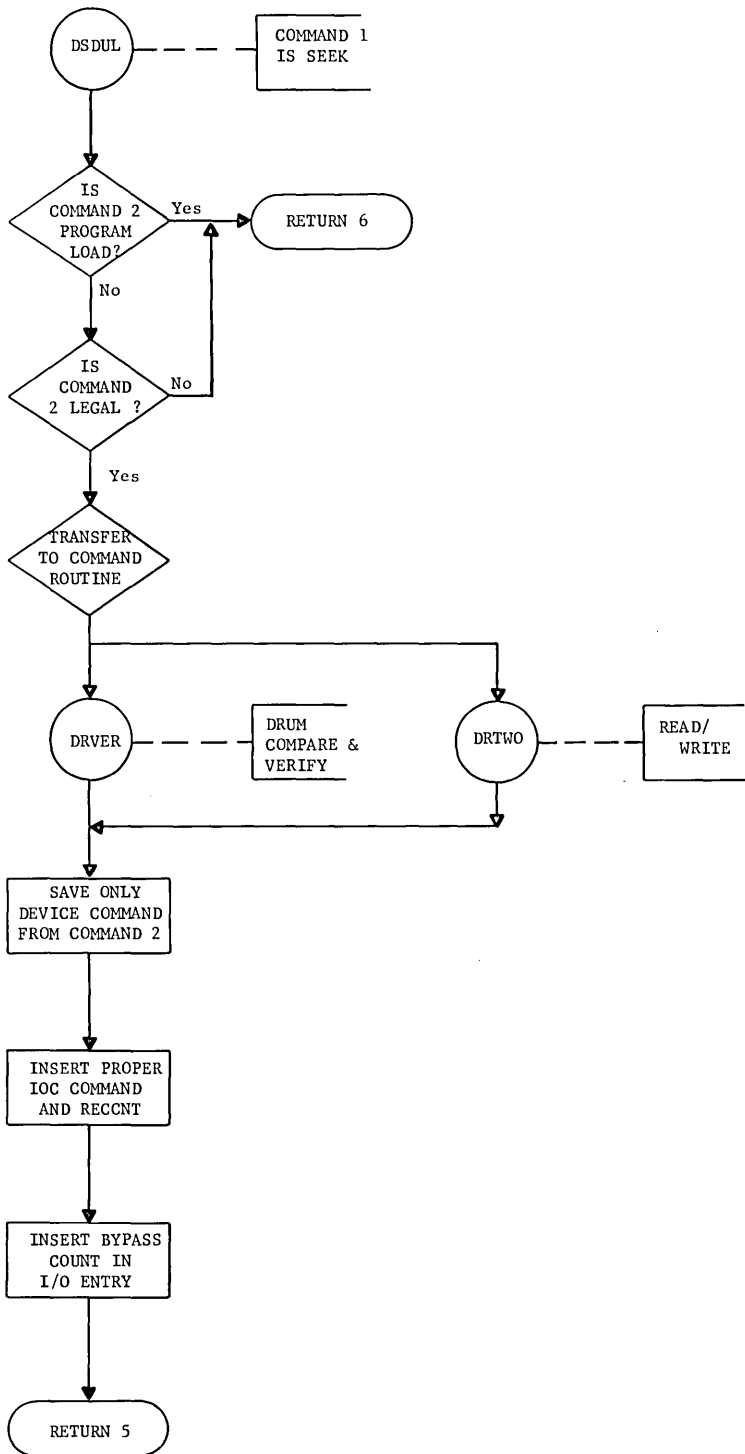 DSDUL
COMMAND 1
IS SEEK
IS
COMMAND 2
PROGRAM
LOAD?
Yes
RETURN 6
No
IS
COMMAND
2 LEGAL ?
No
Yes
TRANSFER
TO COMMAND
ROUTINE
DRVER
DRUM
COMPARE &
VERIFY
DRTWO
READ/
WRITE
SAVE ONLY
DEVICE COMMAND
FROM COMMAND 2
INSERT PROPER
IOC COMMAND
AND RECCNT
INSERT BYPASS
COUNT IN
I/O ENTRY
RETURN 5